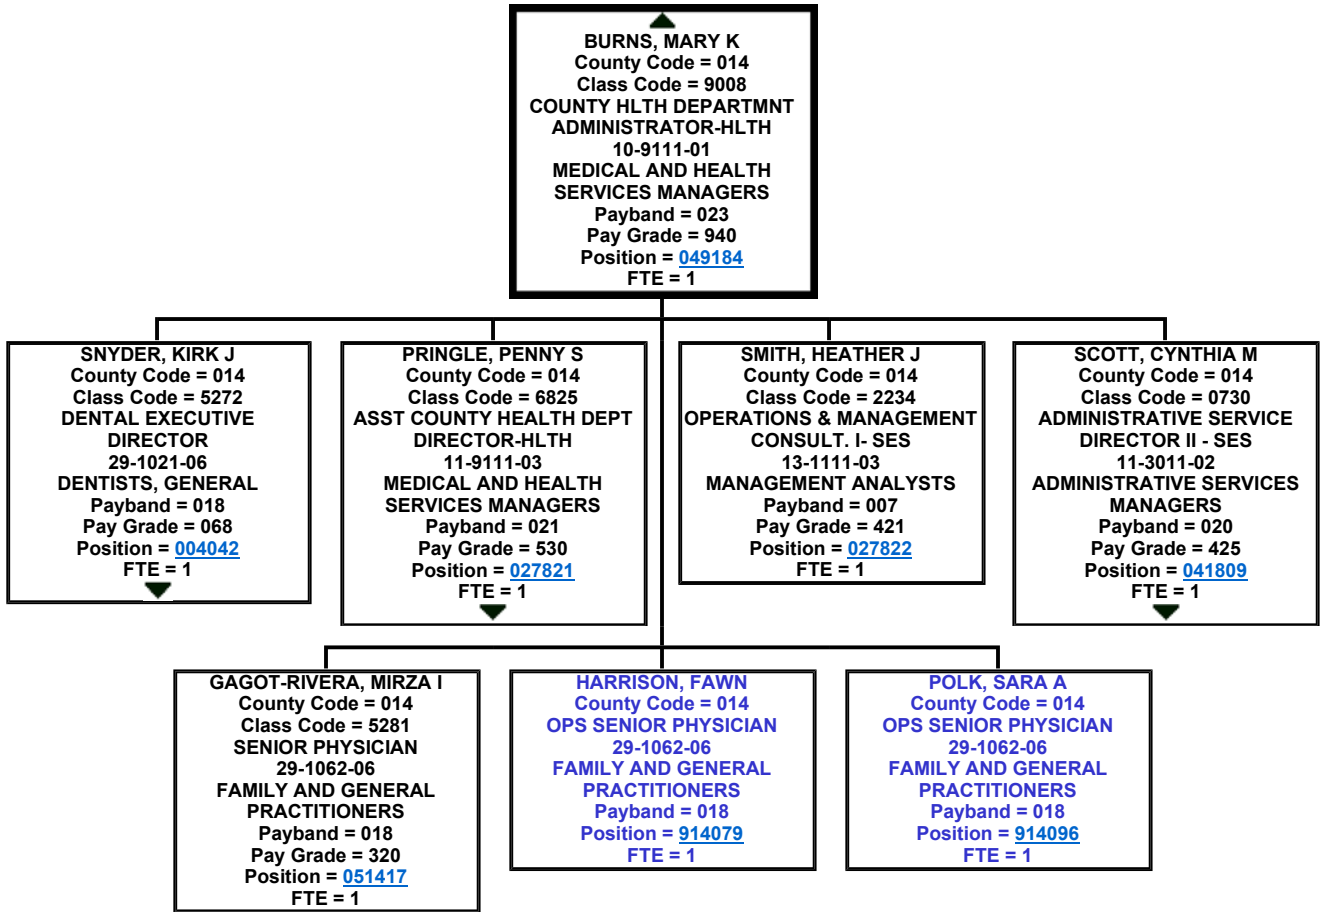 BURNS, MARY K
County Code = 014
Class Code = 9008
COUNTY HLTH DEPARTMNT
ADMINISTRATOR-HLTH
10-9111-01
MEDICAL AND HEALTH
SERVICES MANAGERS
Payband = 023
Pay Grade = 940
Position = 049184
FTE = 1
SNYDER, KIRK J
County Code = 014
Class Code = 5272
DENTAL EXECUTIVE
DIRECTOR
29-1021-06
DENTISTS, GENERAL
Payband = 018
Pay Grade = 068
Position = 004042
FTE = 1
PRINGLE, PENNY S
County Code = 014
Class Code = 6825
ASST COUNTY HEALTH DEPT
DIRECTOR-HLTH
11-9111-03
MEDICAL AND HEALTH
SERVICES MANAGERS
Payband = 021
Pay Grade = 530
Position = 027821
FTE = 1
SMITH, HEATHER J
County Code = 014
Class Code = 2234
OPERATIONS & MANAGEMENT
CONSULT. I- SES
13-1111-03
MANAGEMENT ANALYSTS
Payband = 007
Pay Grade = 421
Position = 027822
FTE = 1
SCOTT, CYNTHIA M
County Code = 014
Class Code = 0730
ADMINISTRATIVE SERVICE
DIRECTOR II - SES
11-3011-02
ADMINISTRATIVE SERVICES
MANAGERS
Payband = 020
Pay Grade = 425
Position = 041809
FTE = 1
GAGOT-RIVERA, MIRZA I
County Code = 014
Class Code = 5281
SENIOR PHYSICIAN
29-1062-06
FAMILY AND GENERAL
PRACTITIONERS
Payband = 018
Pay Grade = 320
Position = 051417
FTE = 1
HARRISON, FAWN
County Code = 014
OPS SENIOR PHYSICIAN
29-1062-06
FAMILY AND GENERAL
PRACTITIONERS
Payband = 018
Position = 914079
FTE = 1
POLK, SARA A
County Code = 014
OPS SENIOR PHYSICIAN
29-1062-06
FAMILY AND GENERAL
PRACTITIONERS
Payband = 018
Position = 914096
FTE = 1